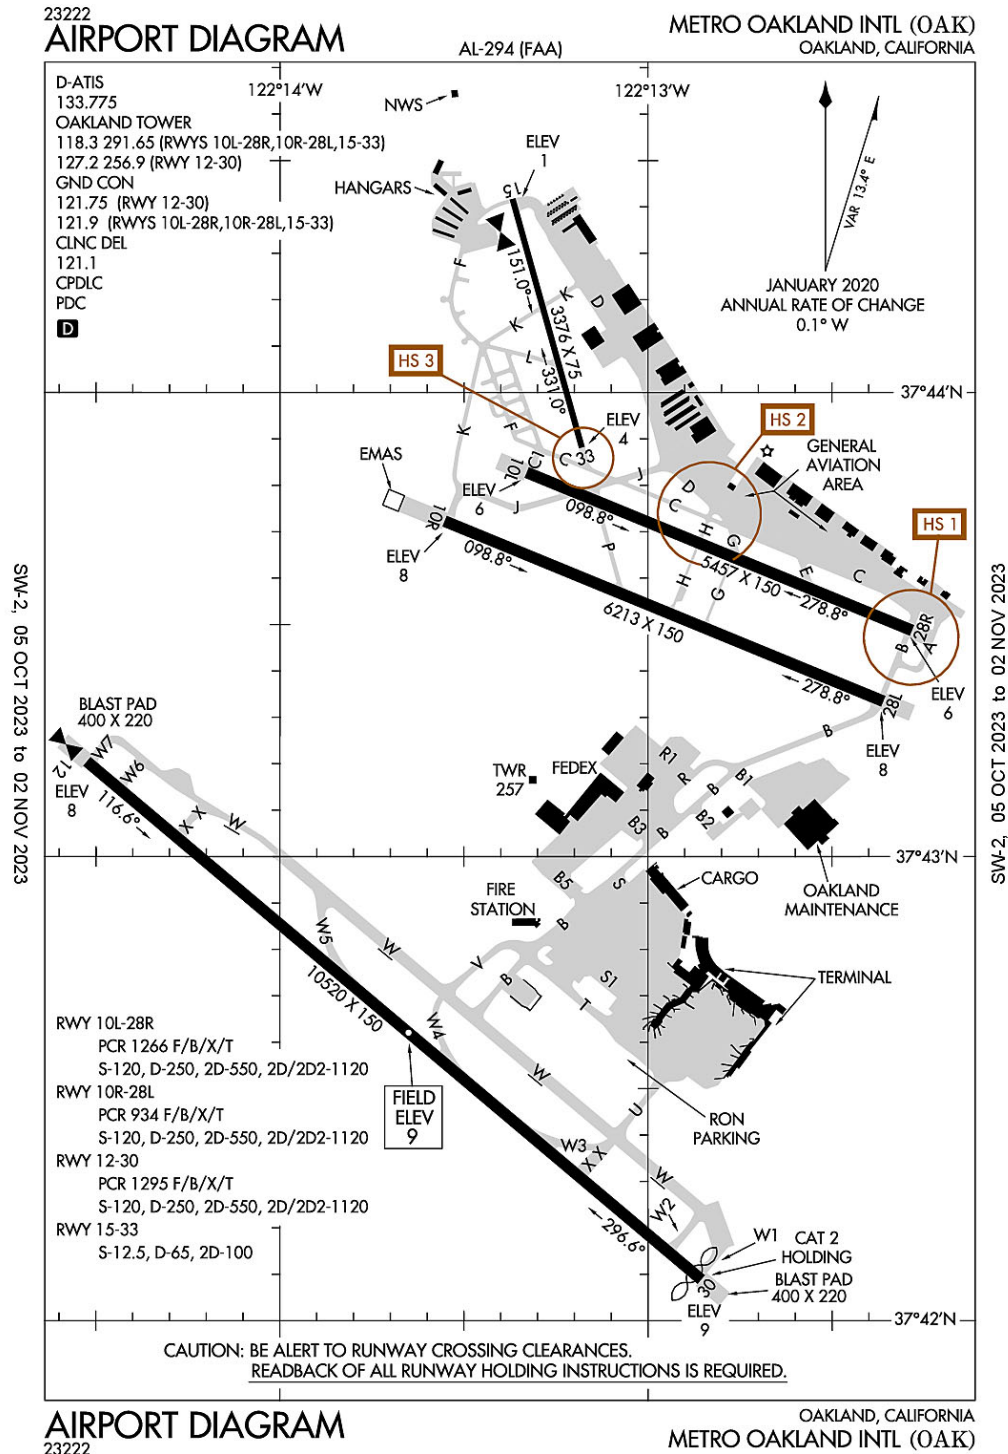 23222
AIRPORT DIAGRAM
AL-294 (FAA)
METRO OAKLAND INTL (OAK)
OAKLAND, CALIFORNIA
D-ATIS
133.775
OAKLAND TOWER
118.3 291.65 (RWYS 10L-28R,10R-28L,15-33)
127.2 256.9 (RWY 12-30)
GND CON
121.75 (RWY 12-30)
121.9 (RWYS 10L-28R,10R-28L,15-33)
CLNC DEL
121.1
CPDLC
PDC
D
122°14'W
122°13'W
NWS
HANGARS
ELEV
1
15
VAR 13.4° E
JANUARY 2020
ANNUAL RATE OF CHANGE
0.1° W
F
151.0°
K
D
3376 X 75
K
L
331.0°
HS 3
37°44'N
K
F
ELEV
4
HS 2
EMAS
C1
C
33
J
GENERAL
AVIATION
AREA
10L
ELEV
6
D
C
HS 1
10R
J
098.8°
H
G
ELEV
8
098.8°
P
E
C
5457 X 150
278.8°
H
G
6213 X 150
28R
B
A
278.8°
28L
ELEV
6
B
ELEV
8
BLAST PAD
400 X 220
W7
W6
12
ELEV
8
116.6°
X X
W
TWR
257
FEDEX
R1
R
B
B1
B3
B
B2
37°43'N
B5
S
CARGO
OAKLAND
MAINTENANCE
FIRE
STATION
B
W5
W
V
B
S1
T
TERMINAL
10520 X 150
W4
W
RWY 10L-28R
PCR 1266 F/B/X/T
S-120, D-250, 2D-550, 2D/2D2-1120
RWY 10R-28L
PCR 934 F/B/X/T
S-120, D-250, 2D-550, 2D/2D2-1120
RWY 12-30
PCR 1295 F/B/X/T
S-120, D-250, 2D-550, 2D/2D2-1120
RWY 15-33
S-12.5, D-65, 2D-100
FIELD
ELEV
9
U
RON
PARKING
W3
X X
W
W2
296.6°
W1
CAT 2
HOLDING
30
BLAST PAD
400 X 220
ELEV
9
37°42'N
CAUTION: BE ALERT TO RUNWAY CROSSING CLEARANCES.
READBACK OF ALL RUNWAY HOLDING INSTRUCTIONS IS REQUIRED.
SW-2, 05 OCT 2023 to 02 NOV 2023
SW-2, 05 OCT 2023 to 02 NOV 2023
AIRPORT DIAGRAM
23222
OAKLAND, CALIFORNIA
METRO OAKLAND INTL (OAK)